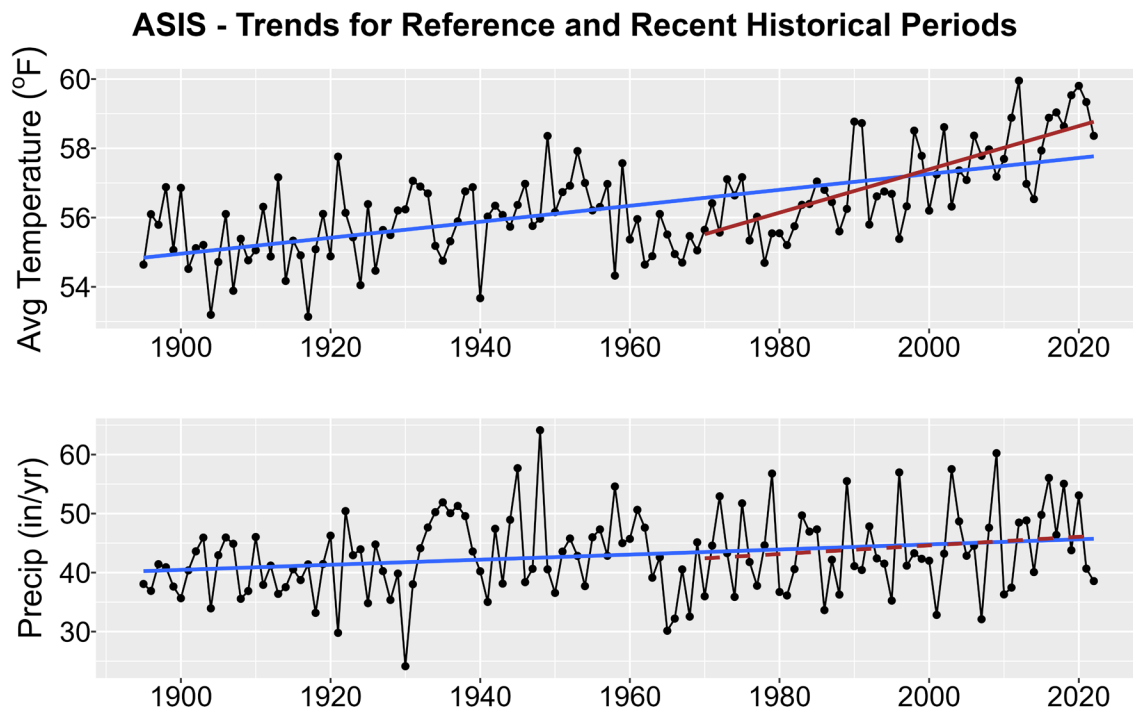 ASIS - Trends for Reference and Recent Historical Periods
Avg Temperature (oF)
60
58
56
54
1900 1920 1940 1960 1980 2000 2020
Precip (in/yr)
60
50
40
30
1900 1920 1940 1960 1980 2000 2020